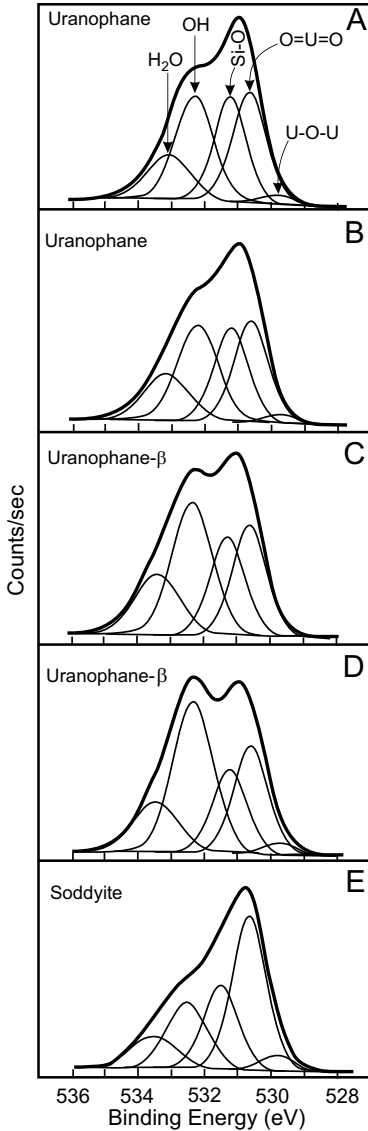 Uranophane
A
H₂O
OH
Si-O
O=U=O
U-O-U
Uranophane
B
Uranophane-β
C
Counts/sec
Uranophane-β
D
Soddyite
E
536 534 532 530 528
Binding Energy (eV)